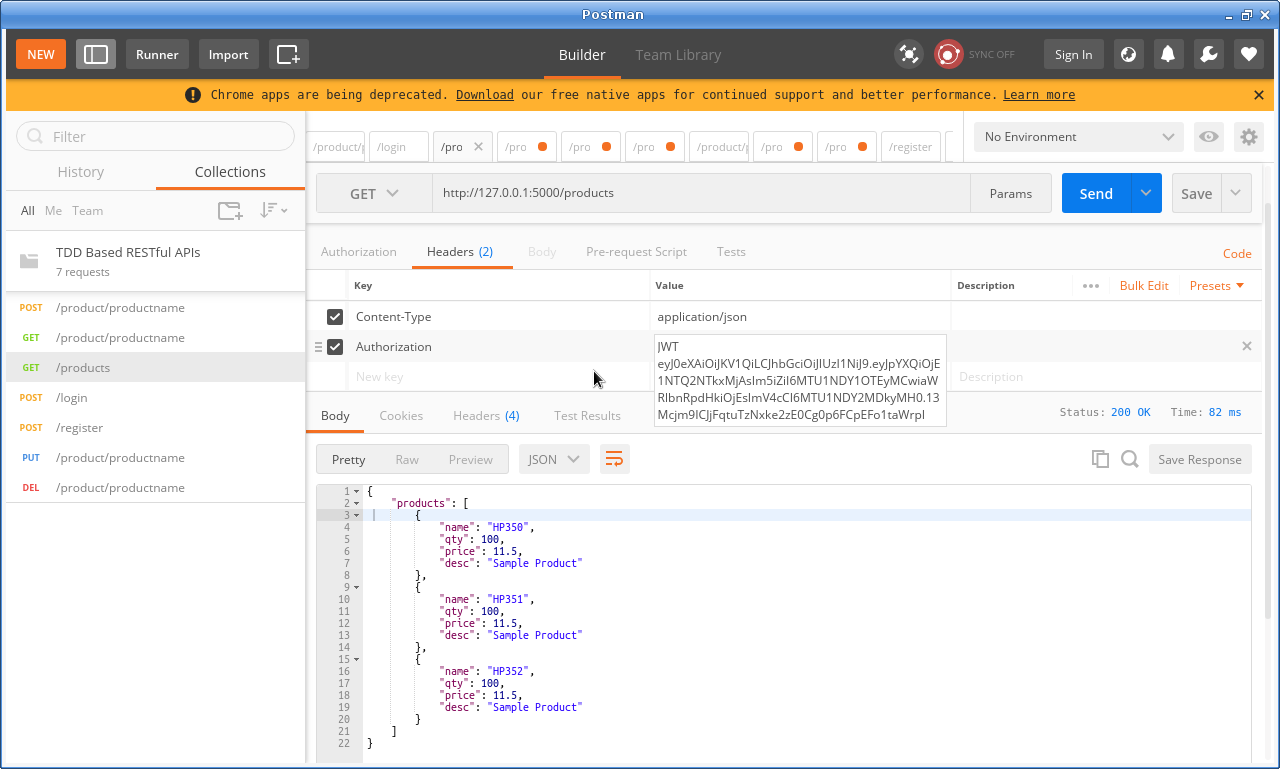 Postman
NEW
Runner
Import
Builder
Team Library
SYNC OFF
Sign In
Chrome apps are being deprecated. Download our free native apps for continued support and better performance. Learn more
Filter
History
Collections
All
Me
Team
TDD Based RESTful APIs
7 requests
POST /product/productname
GET /product/productname
GET /products
POST /login
POST /register
PUT /product/productname
DEL /product/productname
/product/p
/login
/pro
/pro
/pro
/pro
/product/p
/pro
/pro
/register
No Environment
GET
http://127.0.0.1:5000/products
Params
Send
Save
Authorization
Headers (2)
Body
Pre-request Script
Tests
Code
Key
Value
Description
Bulk Edit
Presets
Content-Type
application/json
Authorization
JWT
eyJ0eXAiOiJKV1QiLCJhbGciOiJIUzI1NiJ9.eyJpYXQiOjE
1NTQ2NTkxMjAsIm5iZiI6MTU1NDY1OTEyMCwiaW
RlbnRpdHkiOjEsImV4cCI6MTU1NDY2MDkyMH0.13
Mcjm9ICJjFqtuTzNxke2zE0Cg0p6FCpEFo1taWrpI
New key
Description
Body
Cookies
Headers (4)
Test Results
Status: 200 OK
Time: 82 ms
Pretty
Raw
Preview
JSON
Save Response
1 {
2 "products": [
3 {
4 "name": "HP350",
5 "qty": 100,
6 "price": 11.5,
7 "desc": "Sample Product"
8 },
9 {
10 "name": "HP351",
11 "qty": 100,
12 "price": 11.5,
13 "desc": "Sample Product"
14 },
15 {
16 "name": "HP352",
17 "qty": 100,
18 "price": 11.5,
19 "desc": "Sample Product"
20 }
21 ]
22 }